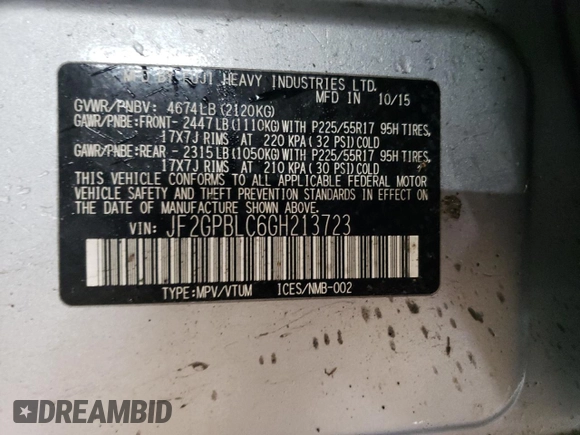 MFD BY FUJI HEAVY INDUSTRIES LTD.
MFD IN 10/15
GVWR/PNBV: 4674LB(2120KG)
GAWR/PNBE:FRONT- 2447LB(1110KG)WITH P225/55R17 95H TIRES,
17X7J RIMS AT 220 KPA(32 PSI)COLD
GAWR/PNBE:REAR - 2315LB(1050KG)WITH P225/55R17 95H TIRES,
17X7J RIMS AT 210 KPA(30 PSI)COLD
THIS VEHICLE CONFORMS TO ALL APPLICABLE FEDERAL MOTOR
VEHICLE SAFETY AND THEFT PREVENTION STANDARDS IN EFFECT
ON THE DATE OF MANUFACTURE SHOWN ABOVE.
VIN: JF2GPBLC6GH213723
TYPE:MPV/VTUM ICES/NMB-002
DREAMBID